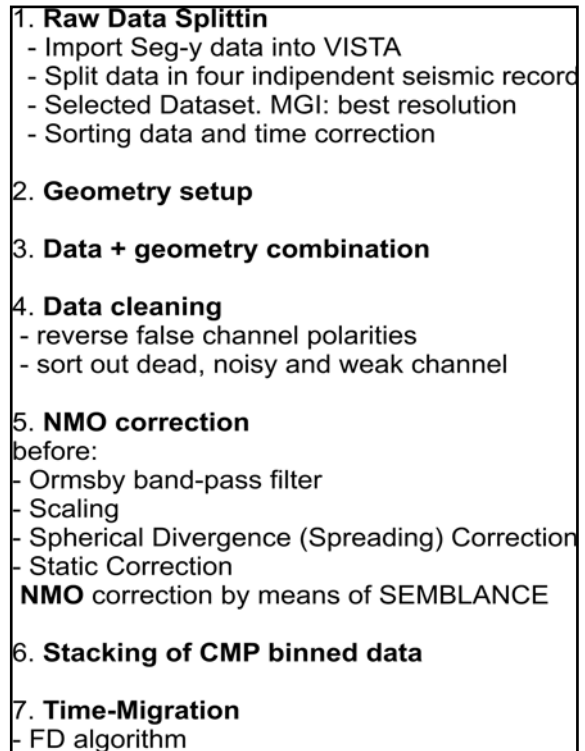 1. Raw Data Splittin
- Import Seg-y data into VISTA
- Split data in four indipendent seismic record
- Selected Dataset. MGI: best resolution
- Sorting data and time correction
2. Geometry setup
3. Data + geometry combination
4. Data cleaning
- reverse false channel polarities
- sort out dead, noisy and weak channel
5. NMO correction
before:
- Ormsby band-pass filter
- Scaling
- Spherical Divergence (Spreading) Correction
- Static Correction
NMO correction by means of SEMBLANCE
6. Stacking of CMP binned data
7. Time-Migration
- FD algorithm